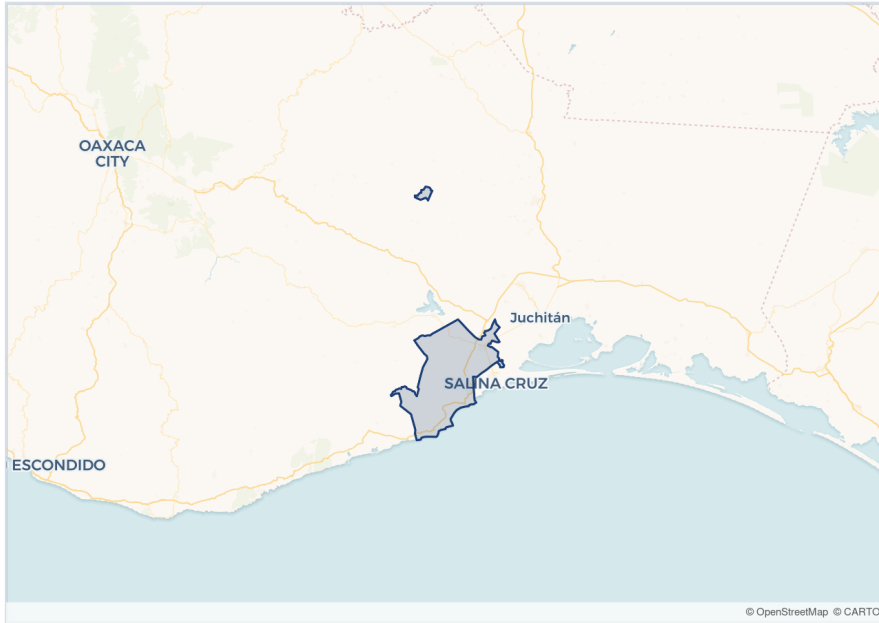 OAXACA
CITY
Juchitán
SALINA CRUZ
ESCONDIDO
© OpenStreetMap © CARTO